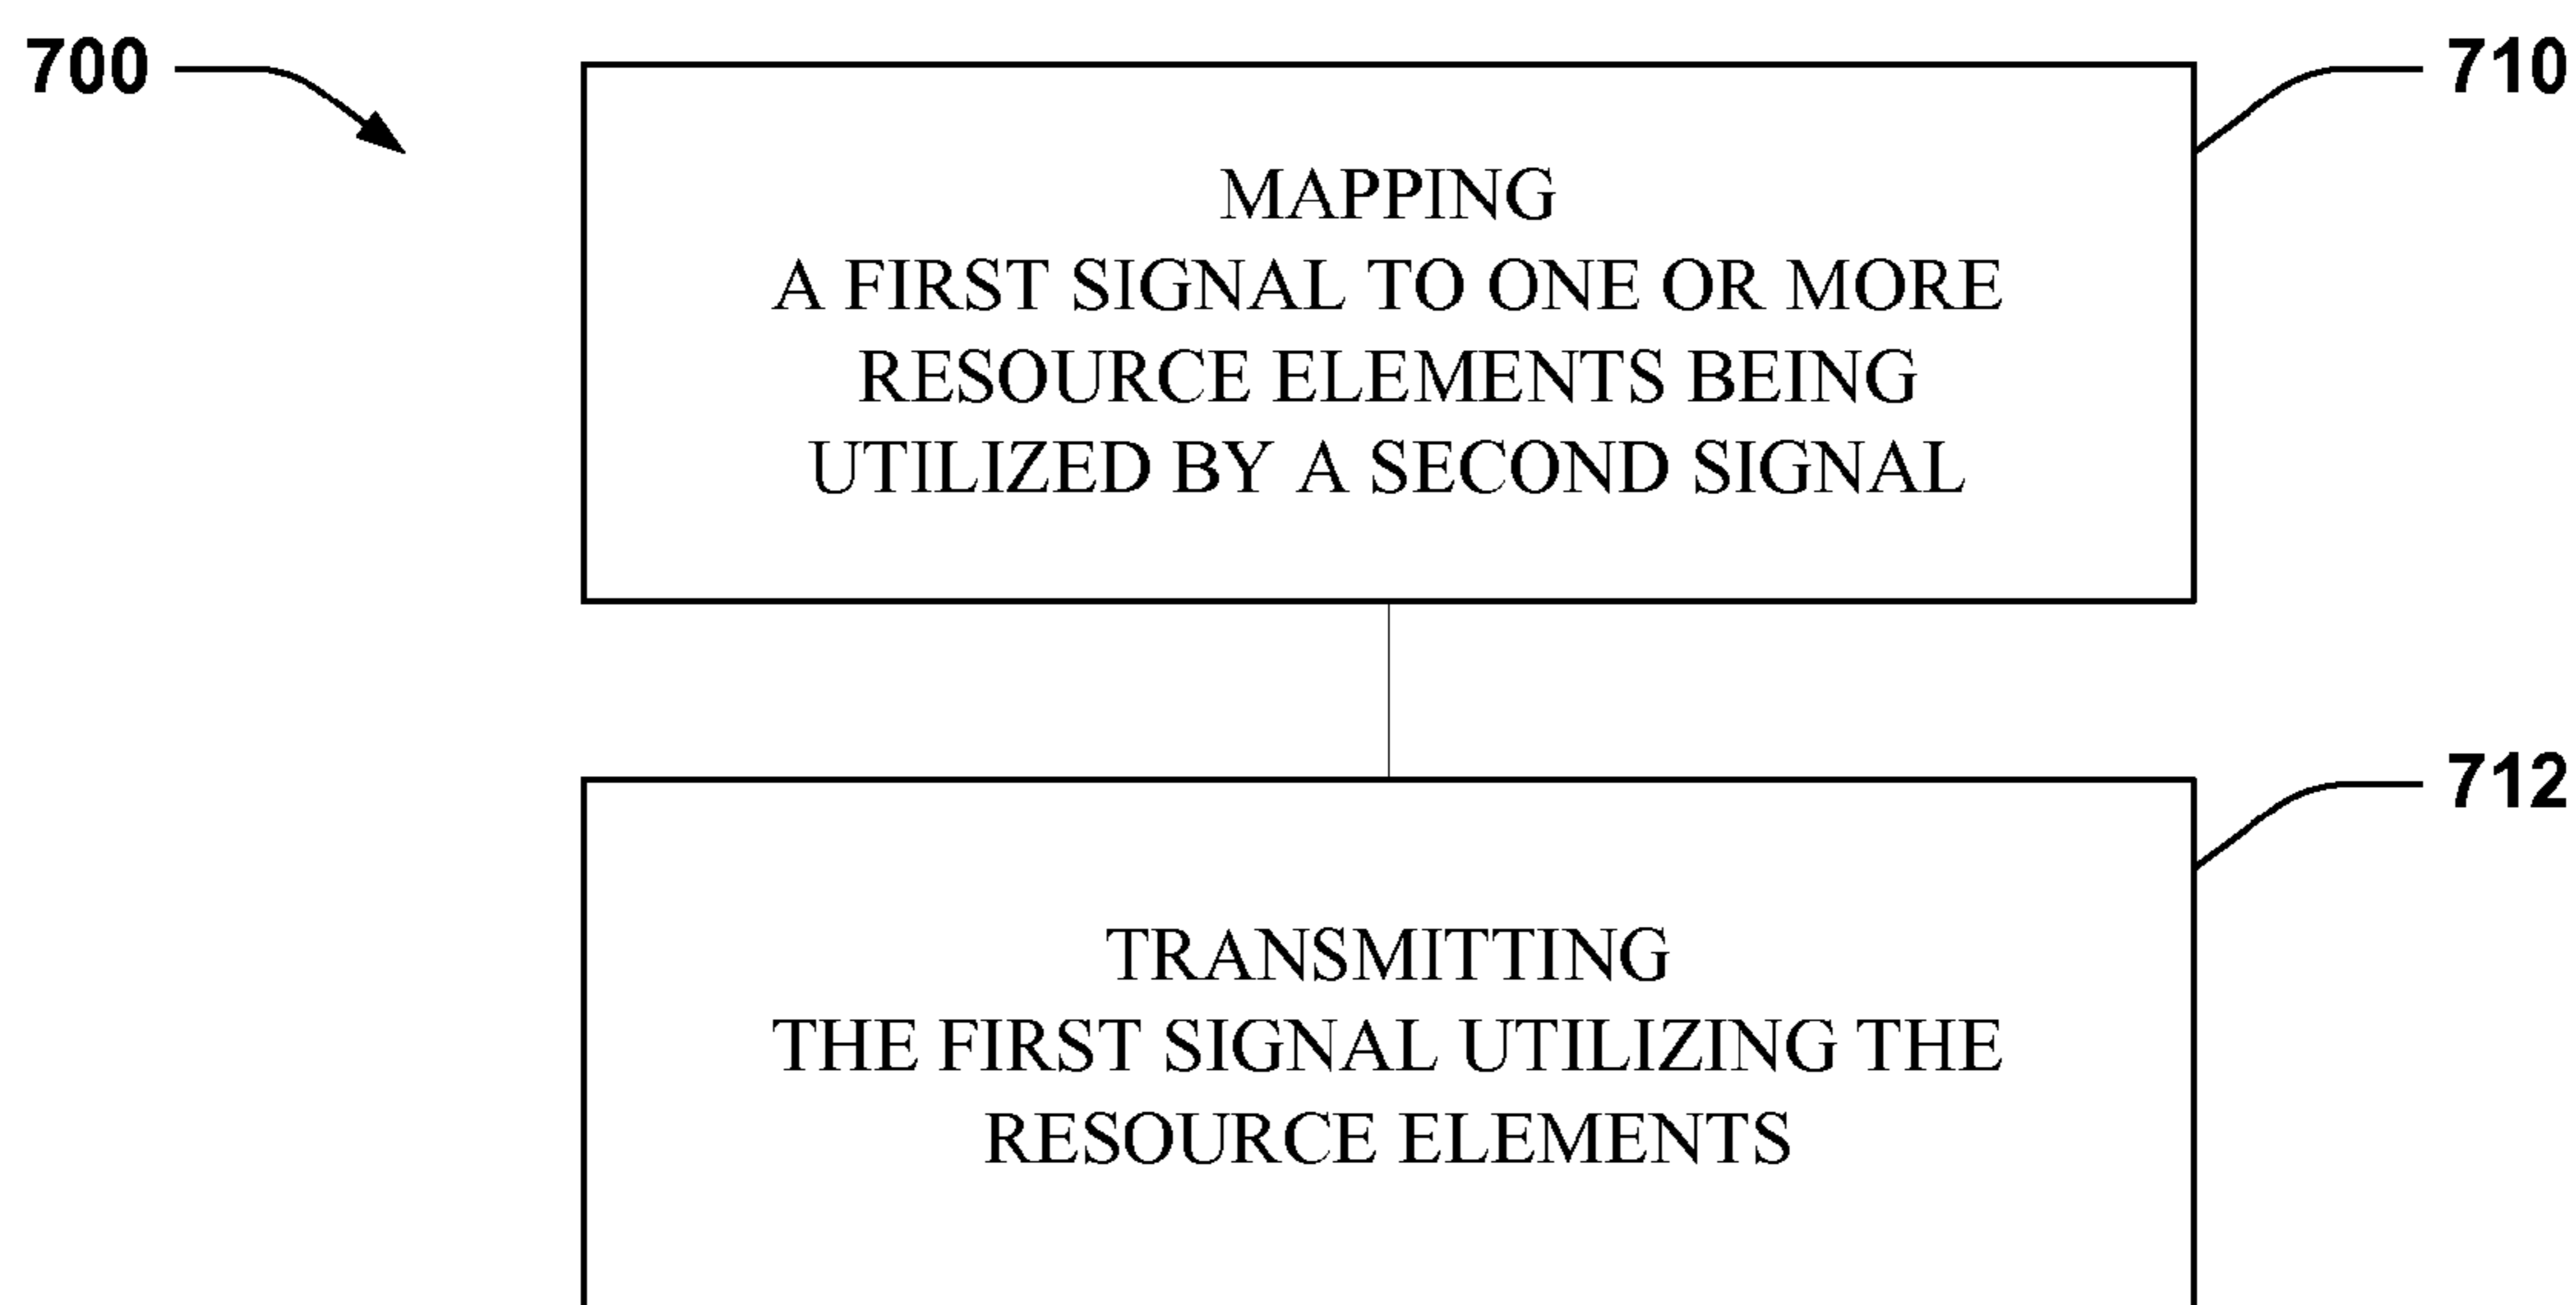 700
710
MAPPING
A FIRST SIGNAL TO ONE OR MORE
RESOURCE ELEMENTS BEING
UTILIZED BY A SECOND SIGNAL
712
TRANSMITTING
THE FIRST SIGNAL UTILIZING THE
RESOURCE ELEMENTS